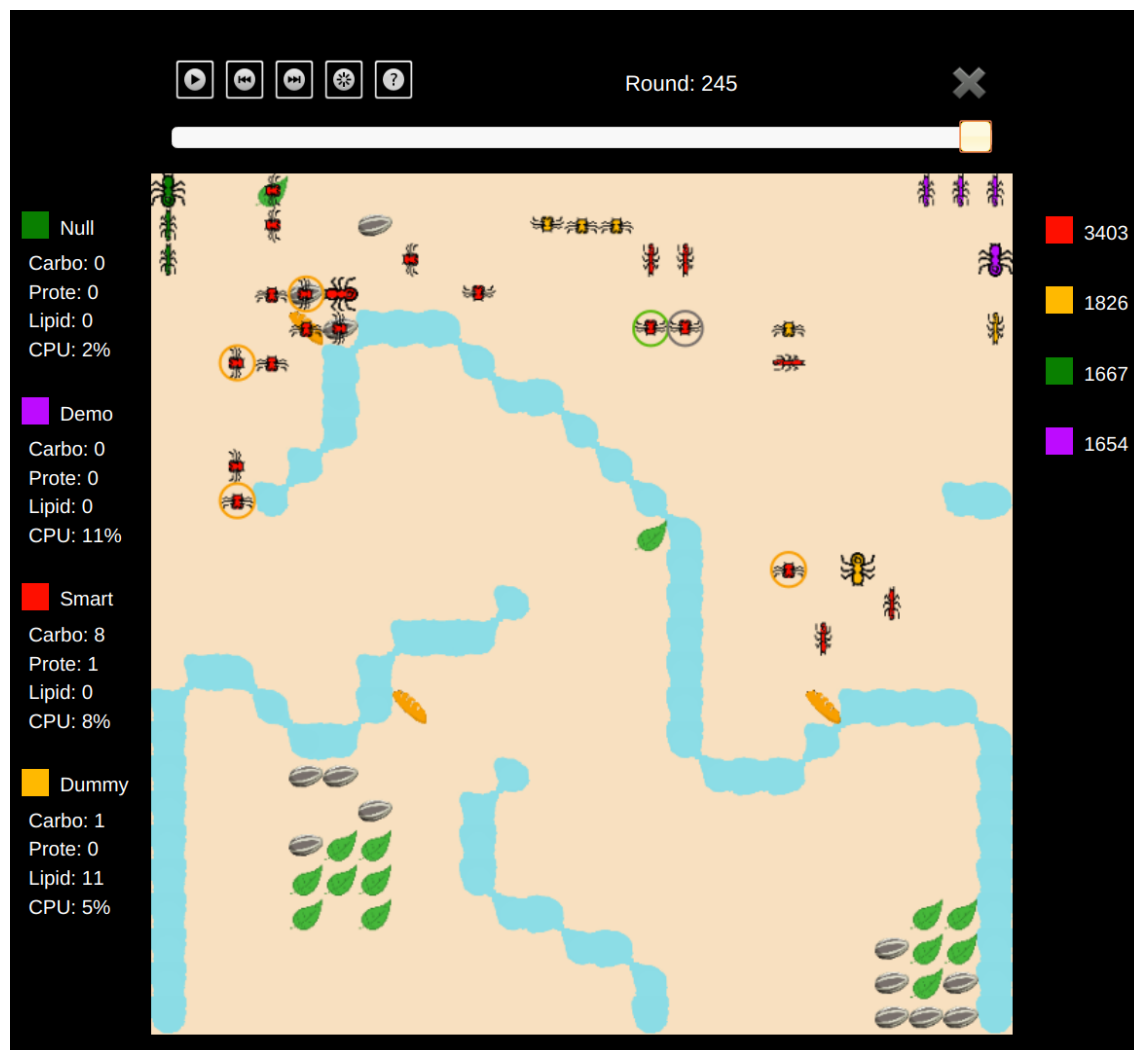 ?
Round: 245
Null
Carbo: 0
Prote: 0
Lipid: 0
CPU: 2%
Demo
Carbo: 0
Prote: 0
Lipid: 0
CPU: 11%
Smart
Carbo: 8
Prote: 1
Lipid: 0
CPU: 8%
Dummy
Carbo: 1
Prote: 0
Lipid: 11
CPU: 5%
3403
1826
1667
1654